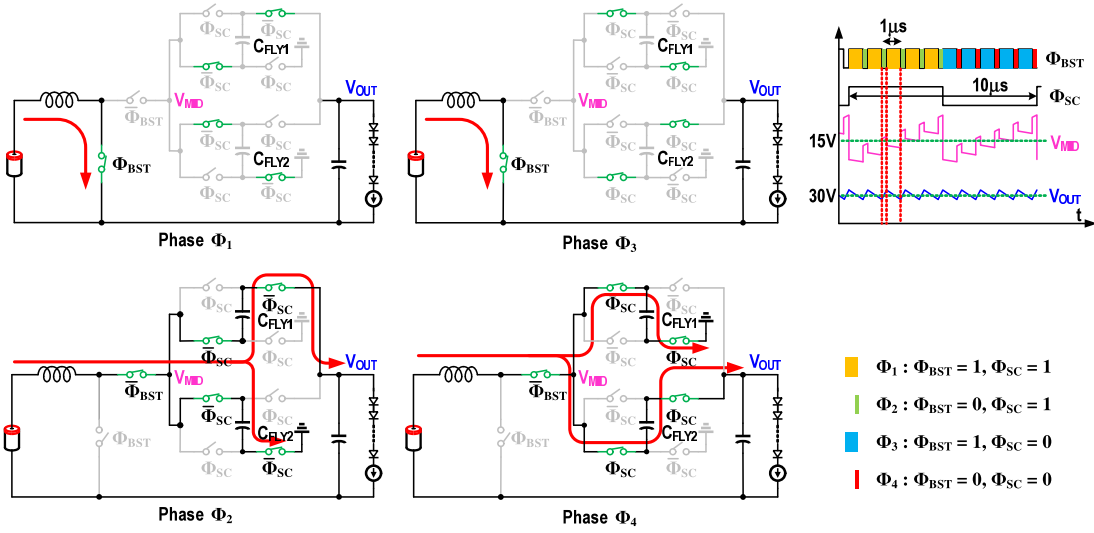 Φ̅SC
Φ̅SC
CFLY1
Φ̅SC
ΦSC
VMID
VOUT
Φ̅BST
Φ̅SC
ΦSC
ΦBST
CFLY2
ΦSC
Φ̅SC
Phase Φ1
ΦSC
Φ̅SC
CFLY1
Φ̅SC
ΦSC
VMID
VOUT
Φ̅BST
Φ̅SC
ΦSC
ΦBST
CFLY2
ΦSC
Φ̅SC
Phase Φ3
1µs
ΦBST
10µs
ΦSC
15V
VMID
30V
VOUT
t
ΦSC
Φ̅SC
CFLY1
Φ̅SC
ΦSC
VOUT
VMID
Φ̅BST
Φ̅SC
ΦSC
ΦBST
CFLY2
ΦSC
Φ̅SC
Phase Φ2
ΦSC
Φ̅SC
CFLY1
Φ̅SC
ΦSC
VOUT
VMID
Φ̅BST
Φ̅SC
ΦSC
ΦBST
CFLY2
ΦSC
Φ̅SC
Phase Φ4
Φ1 : ΦBST = 1, ΦSC = 1
Φ2 : ΦBST = 0, ΦSC = 1
Φ3 : ΦBST = 1, ΦSC = 0
Φ4 : ΦBST = 0, ΦSC = 0